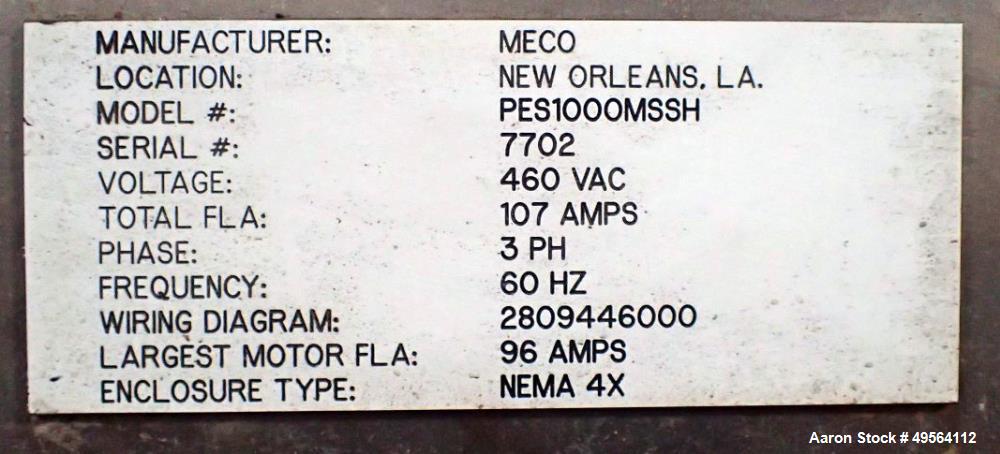 MANUFACTURER: MECO
LOCATION: NEW ORLEANS, LA.
MODEL #: PES1000MSSH
SERIAL #: 7702
VOLTAGE: 460 VAC
TOTAL FLA: 107 AMPS
PHASE: 3 PH
FREQUENCY: 60 HZ
WIRING DIAGRAM: 2809446000
LARGEST MOTOR FLA: 96 AMPS
ENCLOSURE TYPE: NEMA 4X
Aaron Stock # 49564112